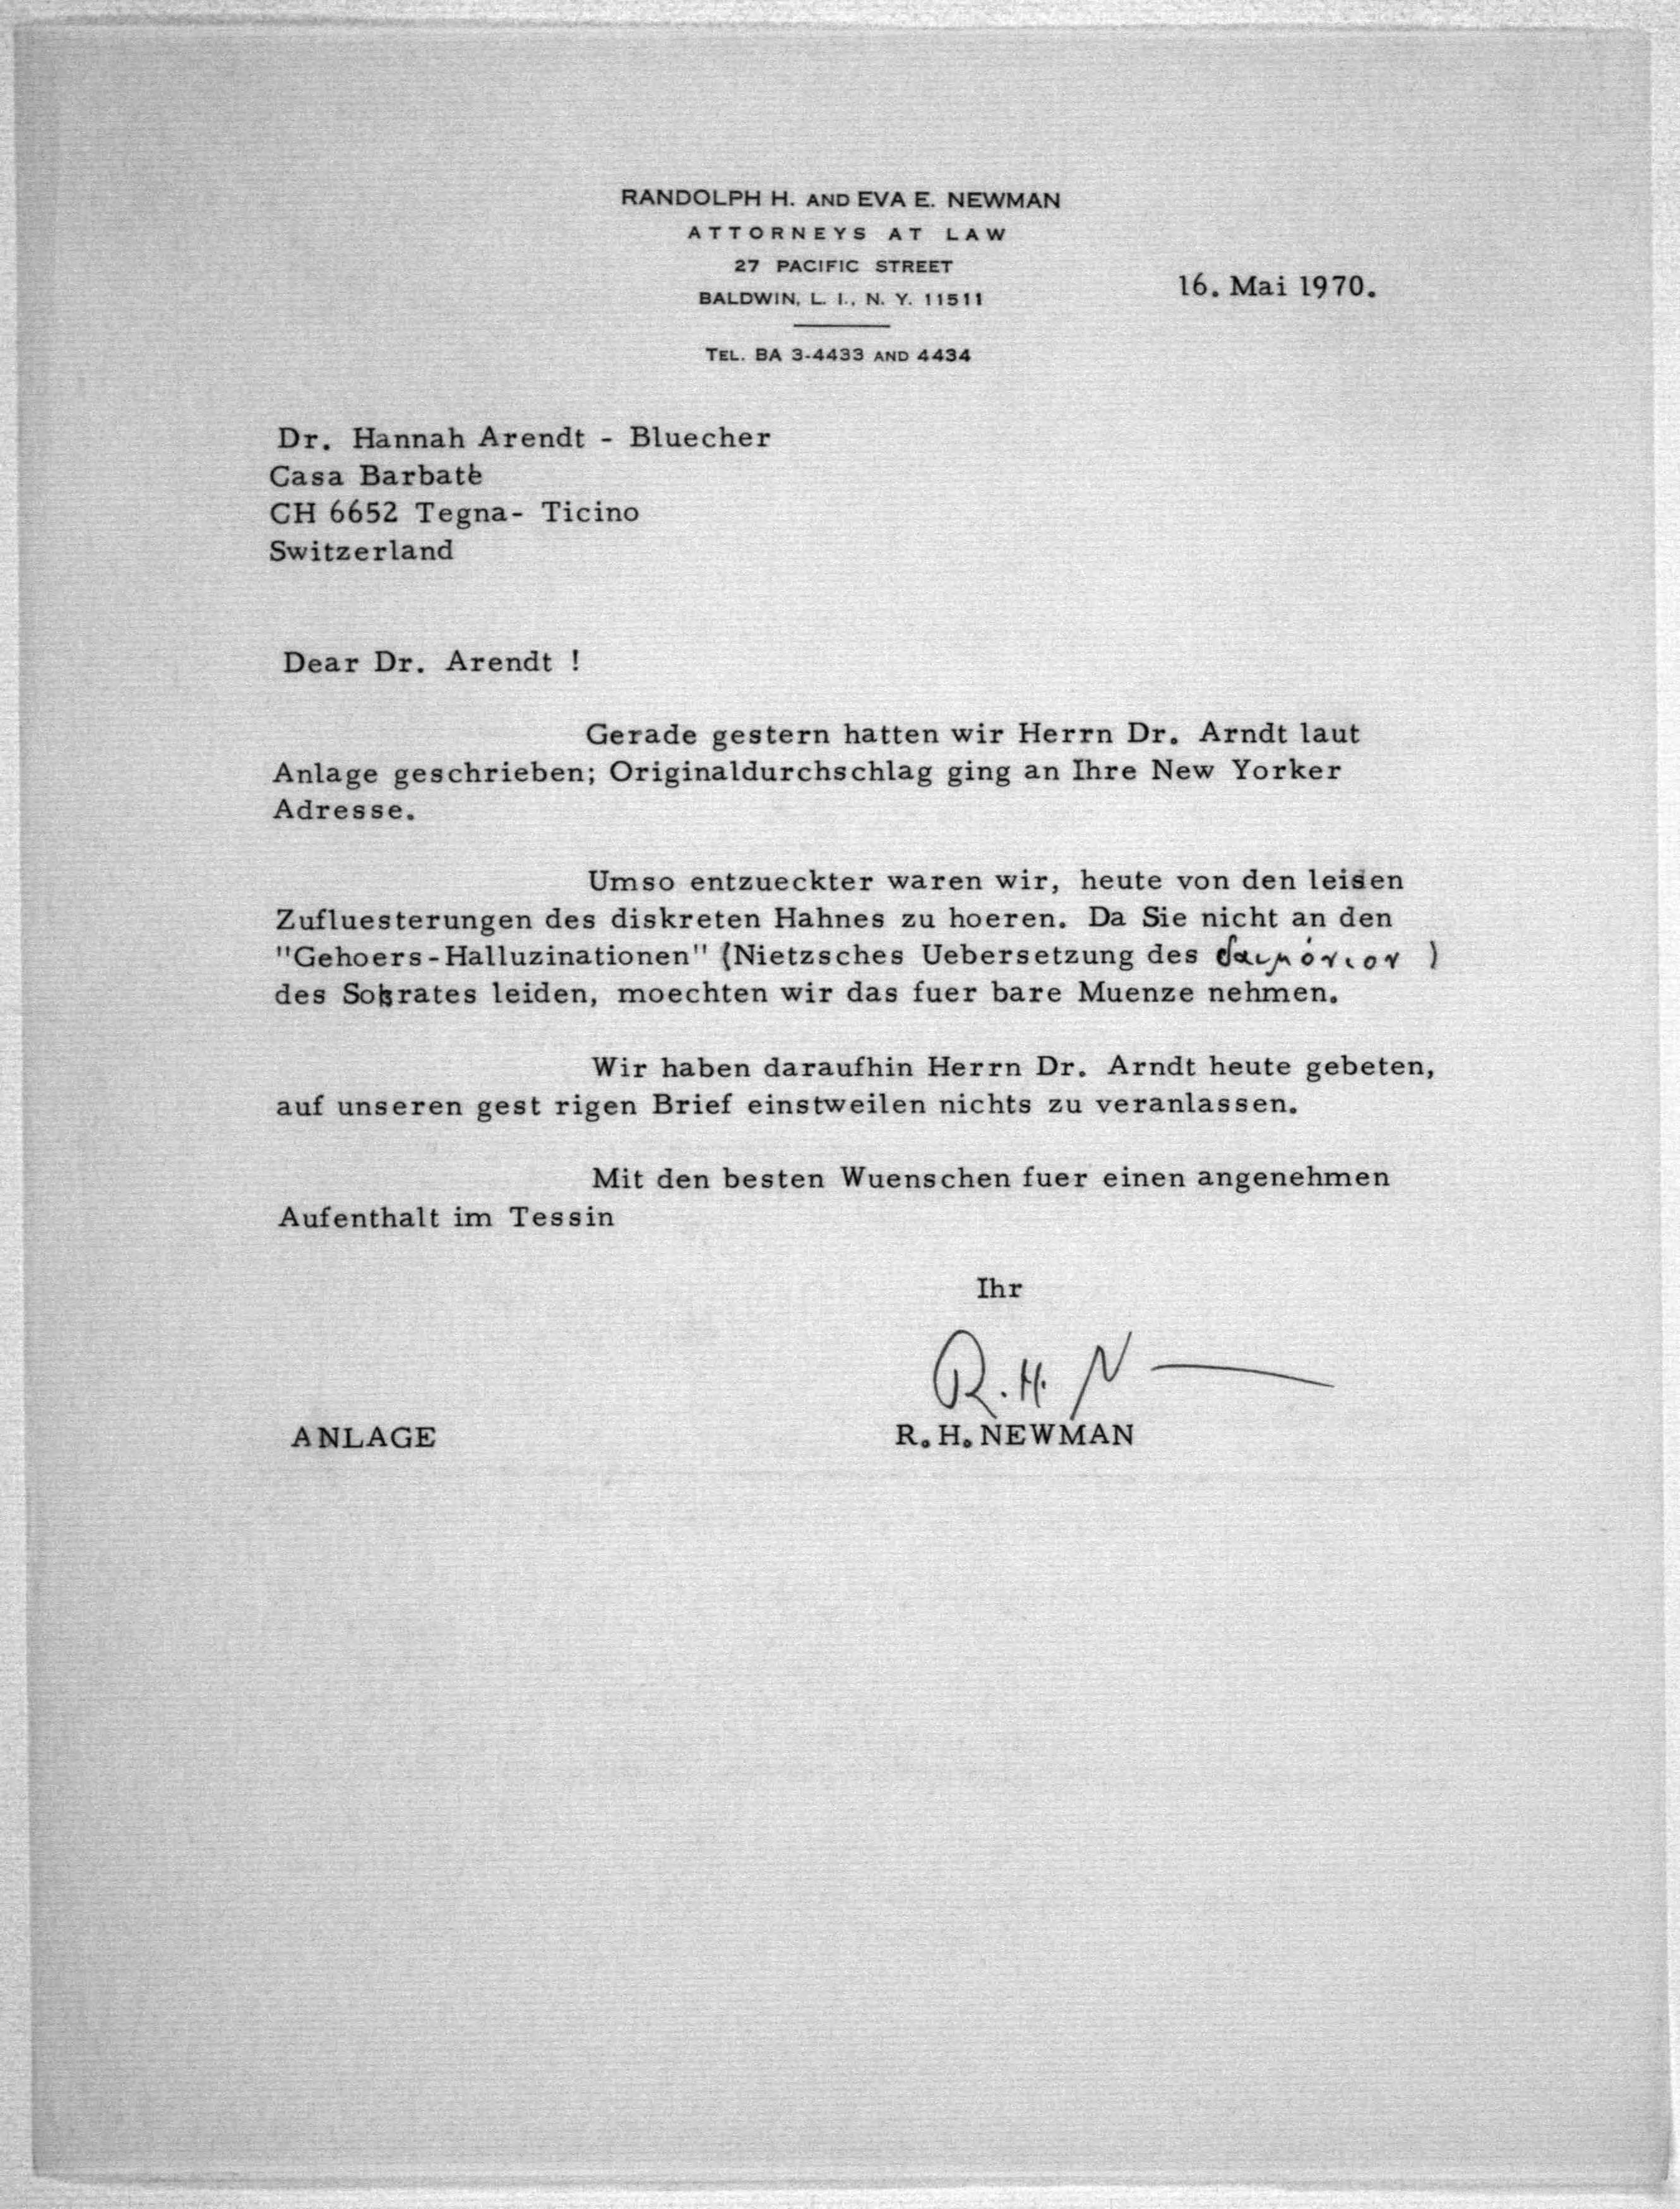 RANDOLPH H. AND EVA E. NEWMAN
ATTORNEYS AT LAW
27 PACIFIC STREET
BALDWIN, L. I., N. Y. 11511
16. Mai 1970.
TEL. BA 3-4433 AND 4434
Dr. Hannah Arendt - Bluecher
Casa Barbatè
CH 6652 Tegna- Ticino
Switzerland
Dear Dr. Arendt !
Gerade gestern hatten wir Herrn Dr. Arndt laut
Anlage geschrieben; Originaldurchschlag ging an Ihre New Yorker
Adresse.
Umso entzueckter waren wir, heute von den leisen
Zufluesterungen des diskreten Hahnes zu hoeren. Da Sie nicht an den
"Gehoers-Halluzinationen" (Nietzsches Uebersetzung des δαιμόνιον )
des Sokrates leiden, moechten wir das fuer bare Muenze nehmen.
Wir haben daraufhin Herrn Dr. Arndt heute gebeten,
auf unseren gest rigen Brief einstweilen nichts zu veranlassen.
Mit den besten Wuenschen fuer einen angenehmen
Aufenthalt im Tessin
Ihr
R. H. N
ANLAGE R. H. NEWMAN